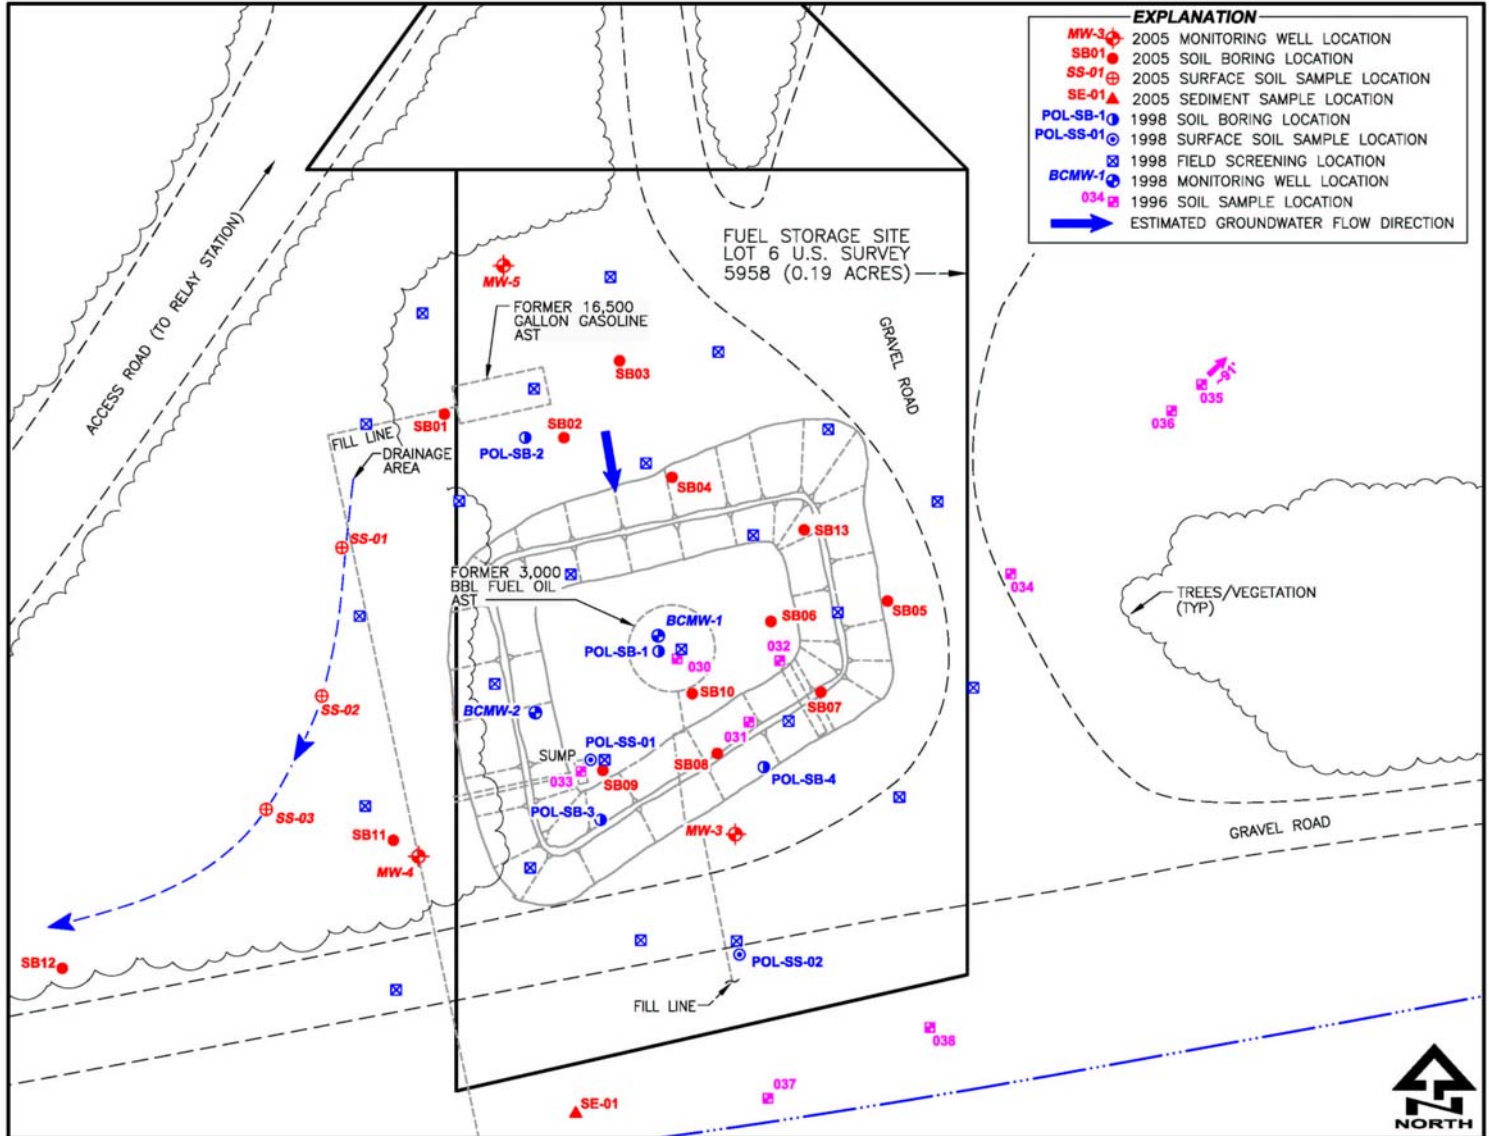 EXPLANATION
MW-3 2005 MONITORING WELL LOCATION
SB01 2005 SOIL BORING LOCATION
SS-01 2005 SURFACE SOIL SAMPLE LOCATION
SE-01 2005 SEDIMENT SAMPLE LOCATION
POL-SB-1 1998 SOIL BORING LOCATION
POL-SS-01 1998 SURFACE SOIL SAMPLE LOCATION
1998 FIELD SCREENING LOCATION
BCMW-1 1998 MONITORING WELL LOCATION
034 1996 SOIL SAMPLE LOCATION
ESTIMATED GROUNDWATER FLOW DIRECTION
FUEL STORAGE SITE
LOT 6 U.S. SURVEY
5958 (0.19 ACRES)
ACCESS ROAD (TO RELAY STATION)
MW-5
FORMER 16,500
GALLON GASOLINE
AST
GRAVEL ROAD
SB03
~91'
035
036
SB01
SB02
FILL LINE
POL-SB-2
DRAINAGE
AREA
SB04
SB13
SS-01
FORMER 3,000
BBL FUEL OIL
AST
034
TREES/VEGETATION
(TYP)
SB05
SB06
BCMW-1
POL-SB-1
032
030
SB10
SB07
SS-02
BCMW-2
031
POL-SS-01
SUMP
SB08
033
SB09
POL-SB-4
POL-SB-3
SS-03
MW-3
GRAVEL ROAD
SB11
MW-4
SB12
POL-SS-02
FILL LINE
038
037
SE-01
NORTH